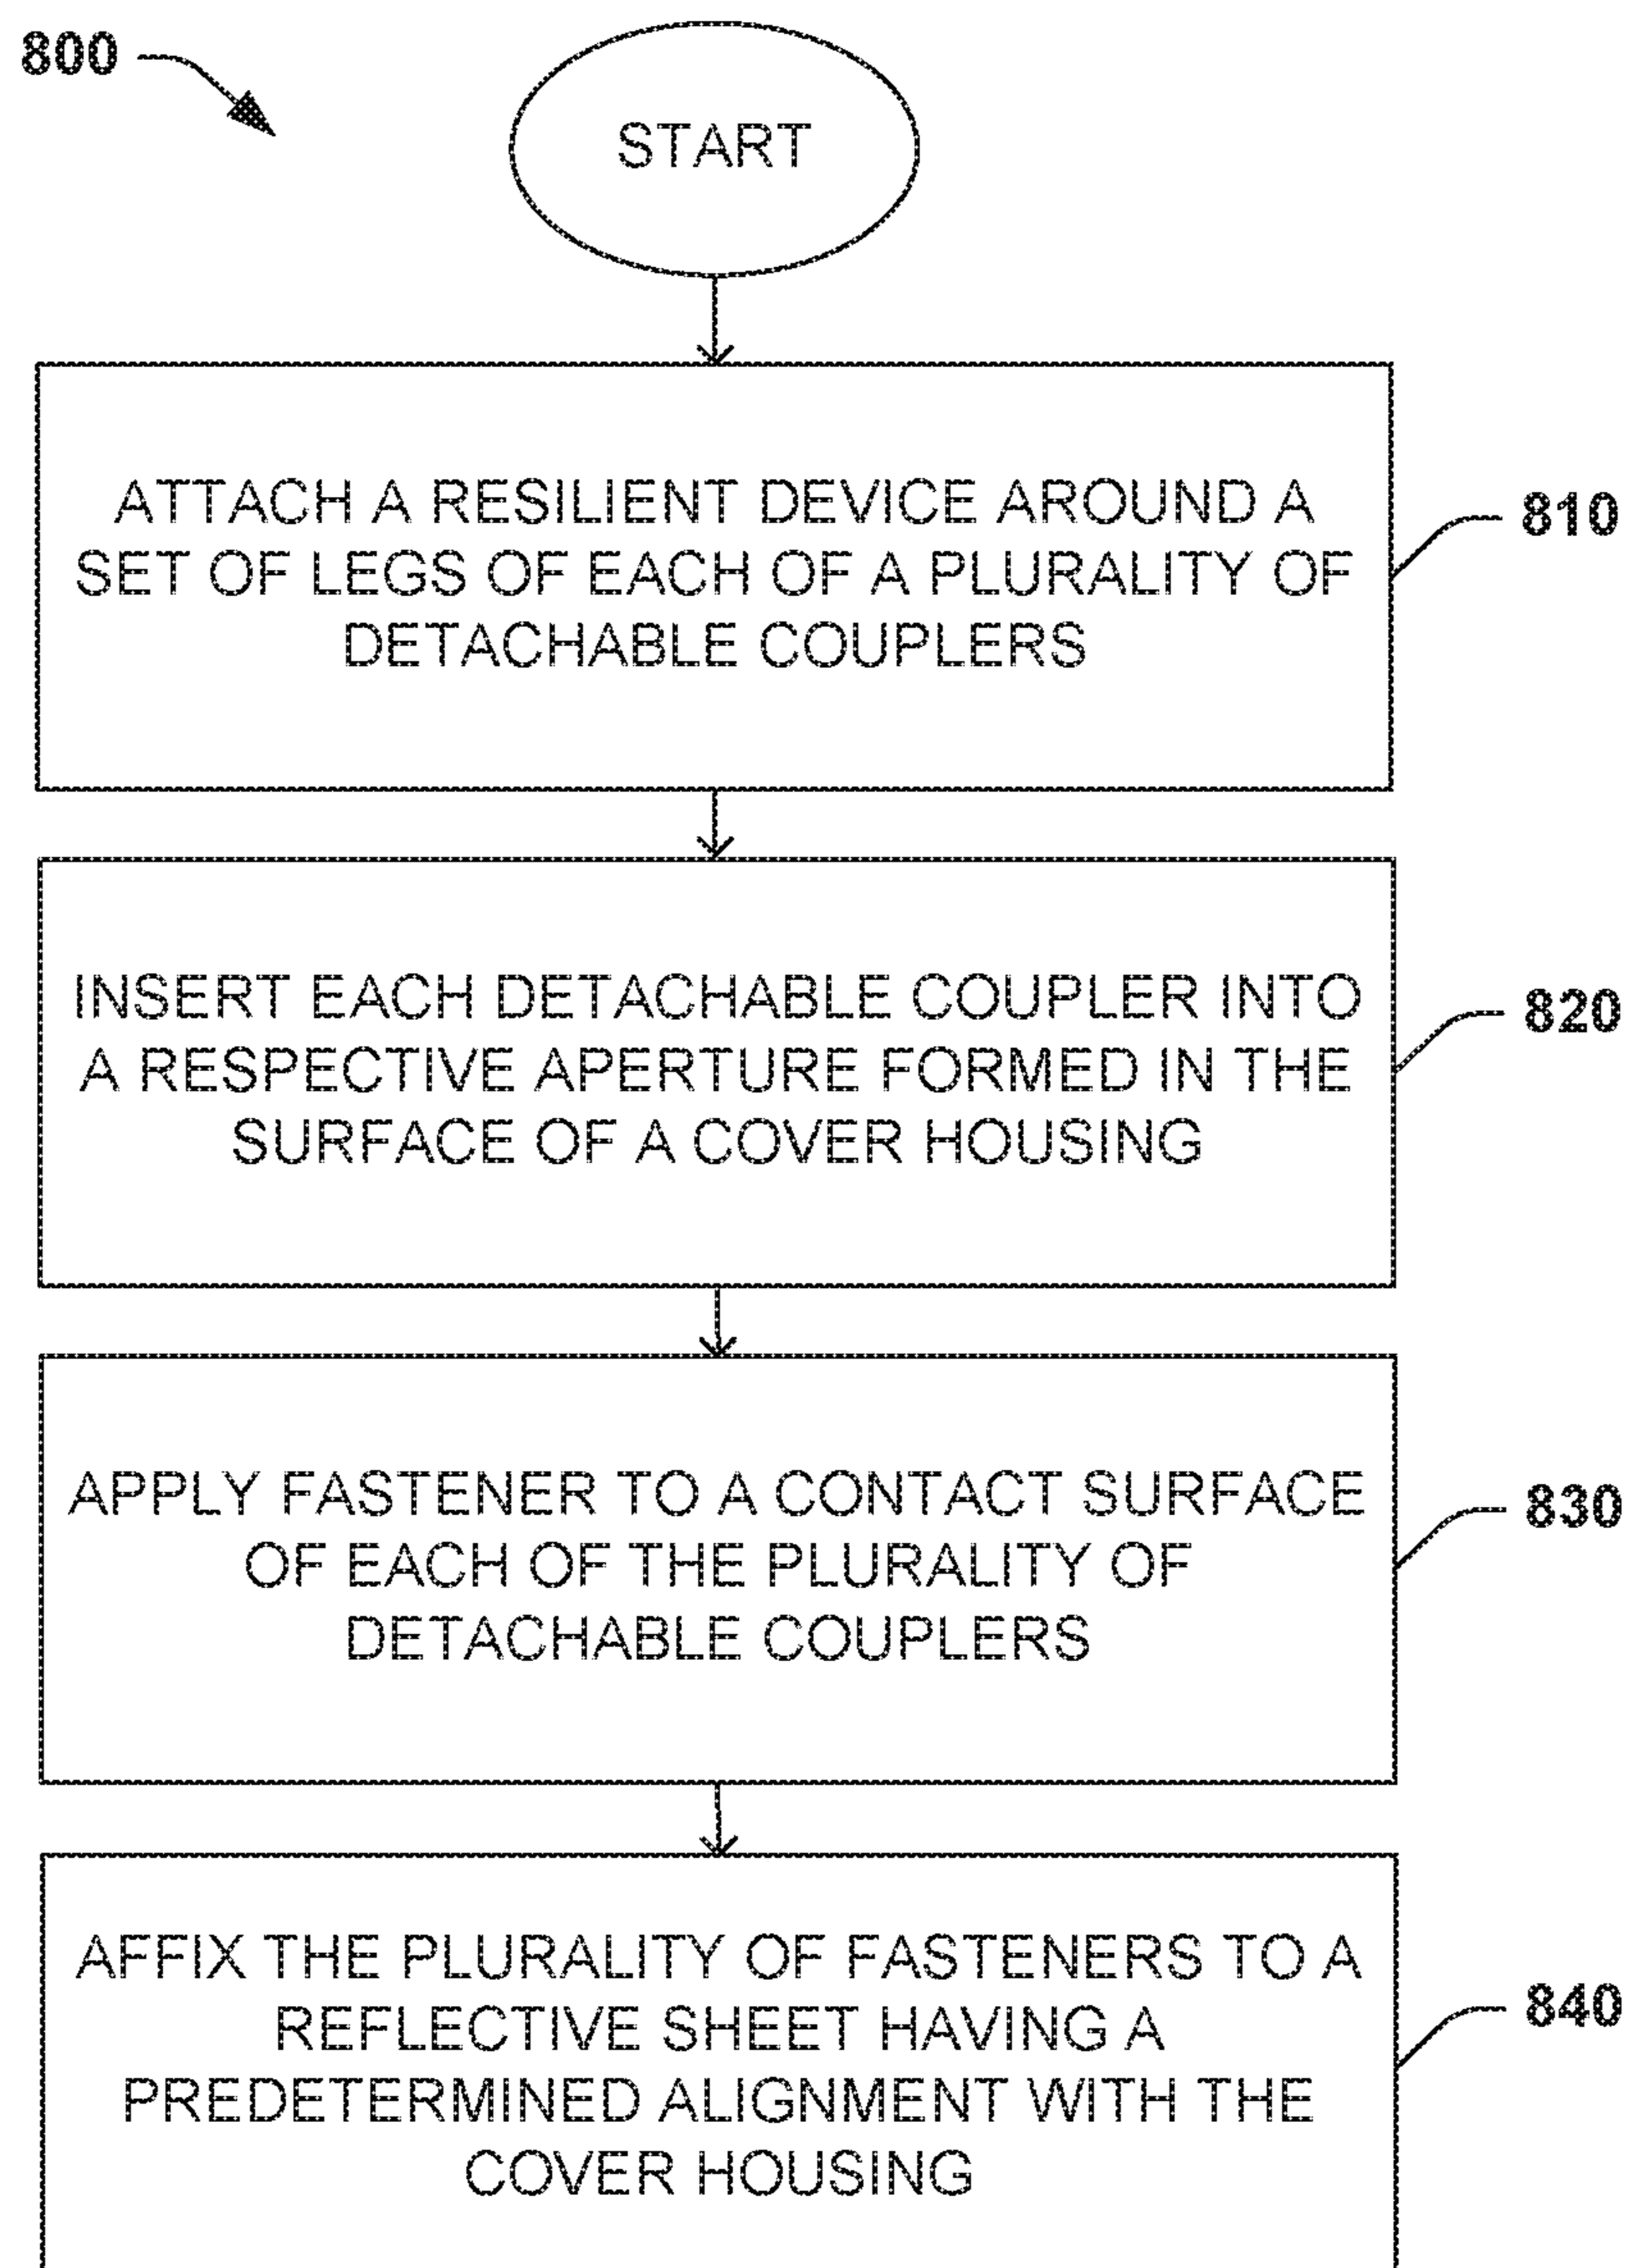 800
START
ATTACH A RESILIENT DEVICE AROUND A
SET OF LEGS OF EACH OF A PLURALITY OF
DETACHABLE COUPLERS
810
INSERT EACH DETACHABLE COUPLER INTO
A RESPECTIVE APERTURE FORMED IN THE
SURFACE OF A COVER HOUSING
820
APPLY FASTENER TO A CONTACT SURFACE
OF EACH OF THE PLURALITY OF
DETACHABLE COUPLERS
830
AFFIX THE PLURALITY OF FASTENERS TO A
REFLECTIVE SHEET HAVING A
PREDETERMINED ALIGNMENT WITH THE
COVER HOUSING
840